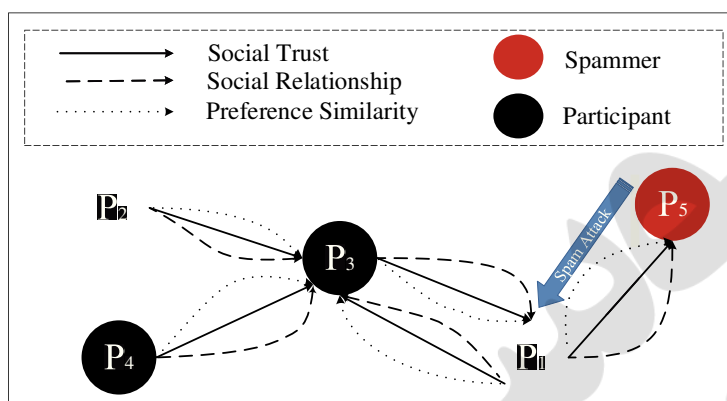 Social Trust
Social Relationship
Preference Similarity
Spammer
Participant
P2
P3
P4
P1
P5
Spam Attack